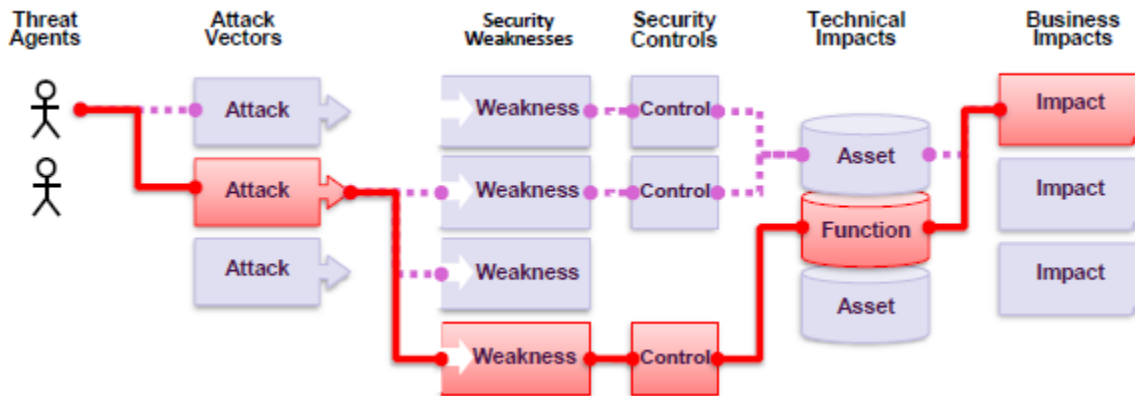 Threat Agents
Attack Vectors
Security Weaknesses
Security Controls
Technical Impacts
Business Impacts
Attack
Weakness
Control
Impact
Asset
Attack
Weakness
Control
Impact
Function
Attack
Weakness
Impact
Asset
Weakness
Control